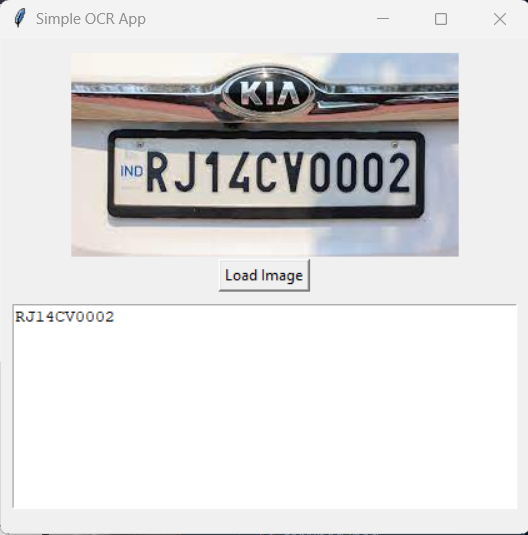 Simple OCR App
KIA
IND
RJ14CV0002
Load Image
RJ14CV0002